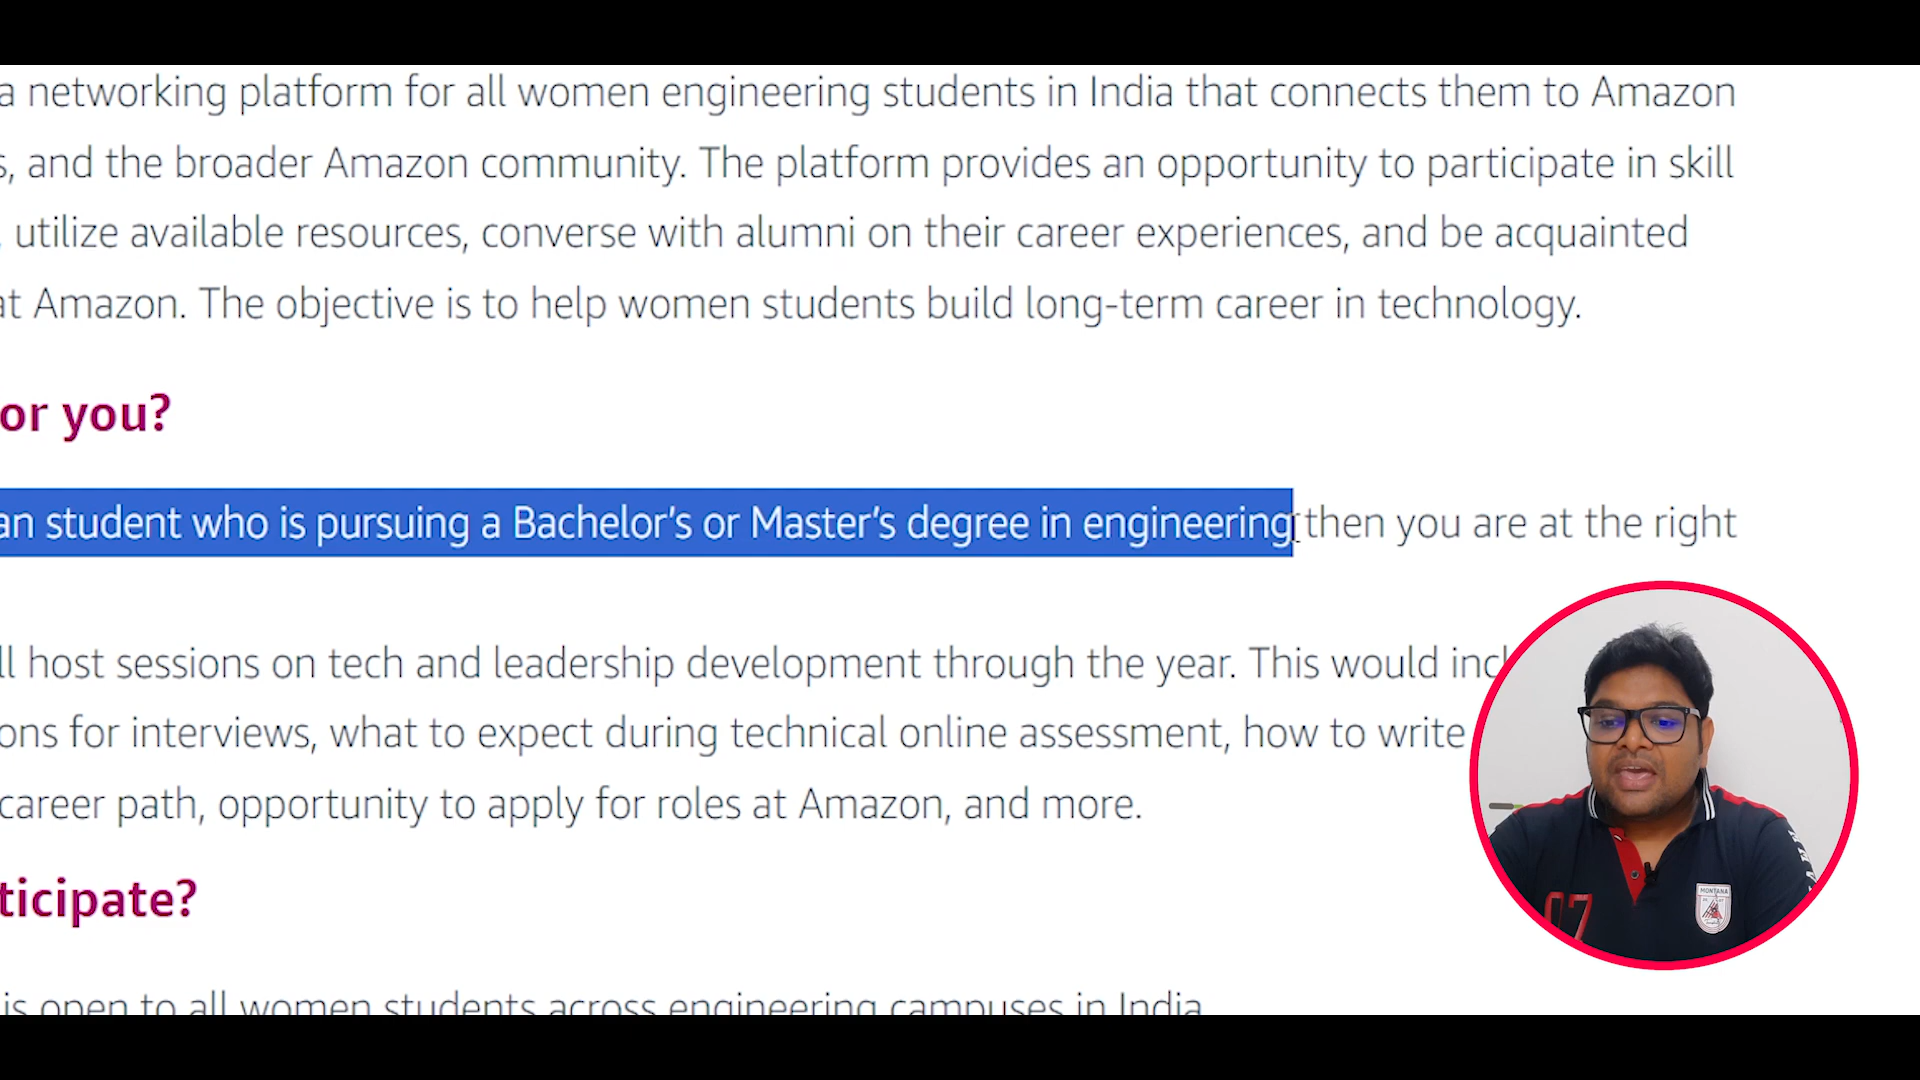 a networking platform for all women engineering students in India that connects them to Amazon
s, and the broader Amazon community. The platform provides an opportunity to participate in skill
, utilize available resources, converse with alumni on their career experiences, and be acquainted
at Amazon. The objective is to help women students build long-term career in technology.
or you?
an student who is pursuing a Bachelor's or Master's degree in engineering then you are at the right
ll host sessions on tech and leadership development through the year. This would incl
ons for interviews, what to expect during technical online assessment, how to write
career path, opportunity to apply for roles at Amazon, and more.
ticipate?
is open to all women students across engineering campuses in India
07
MONTANA